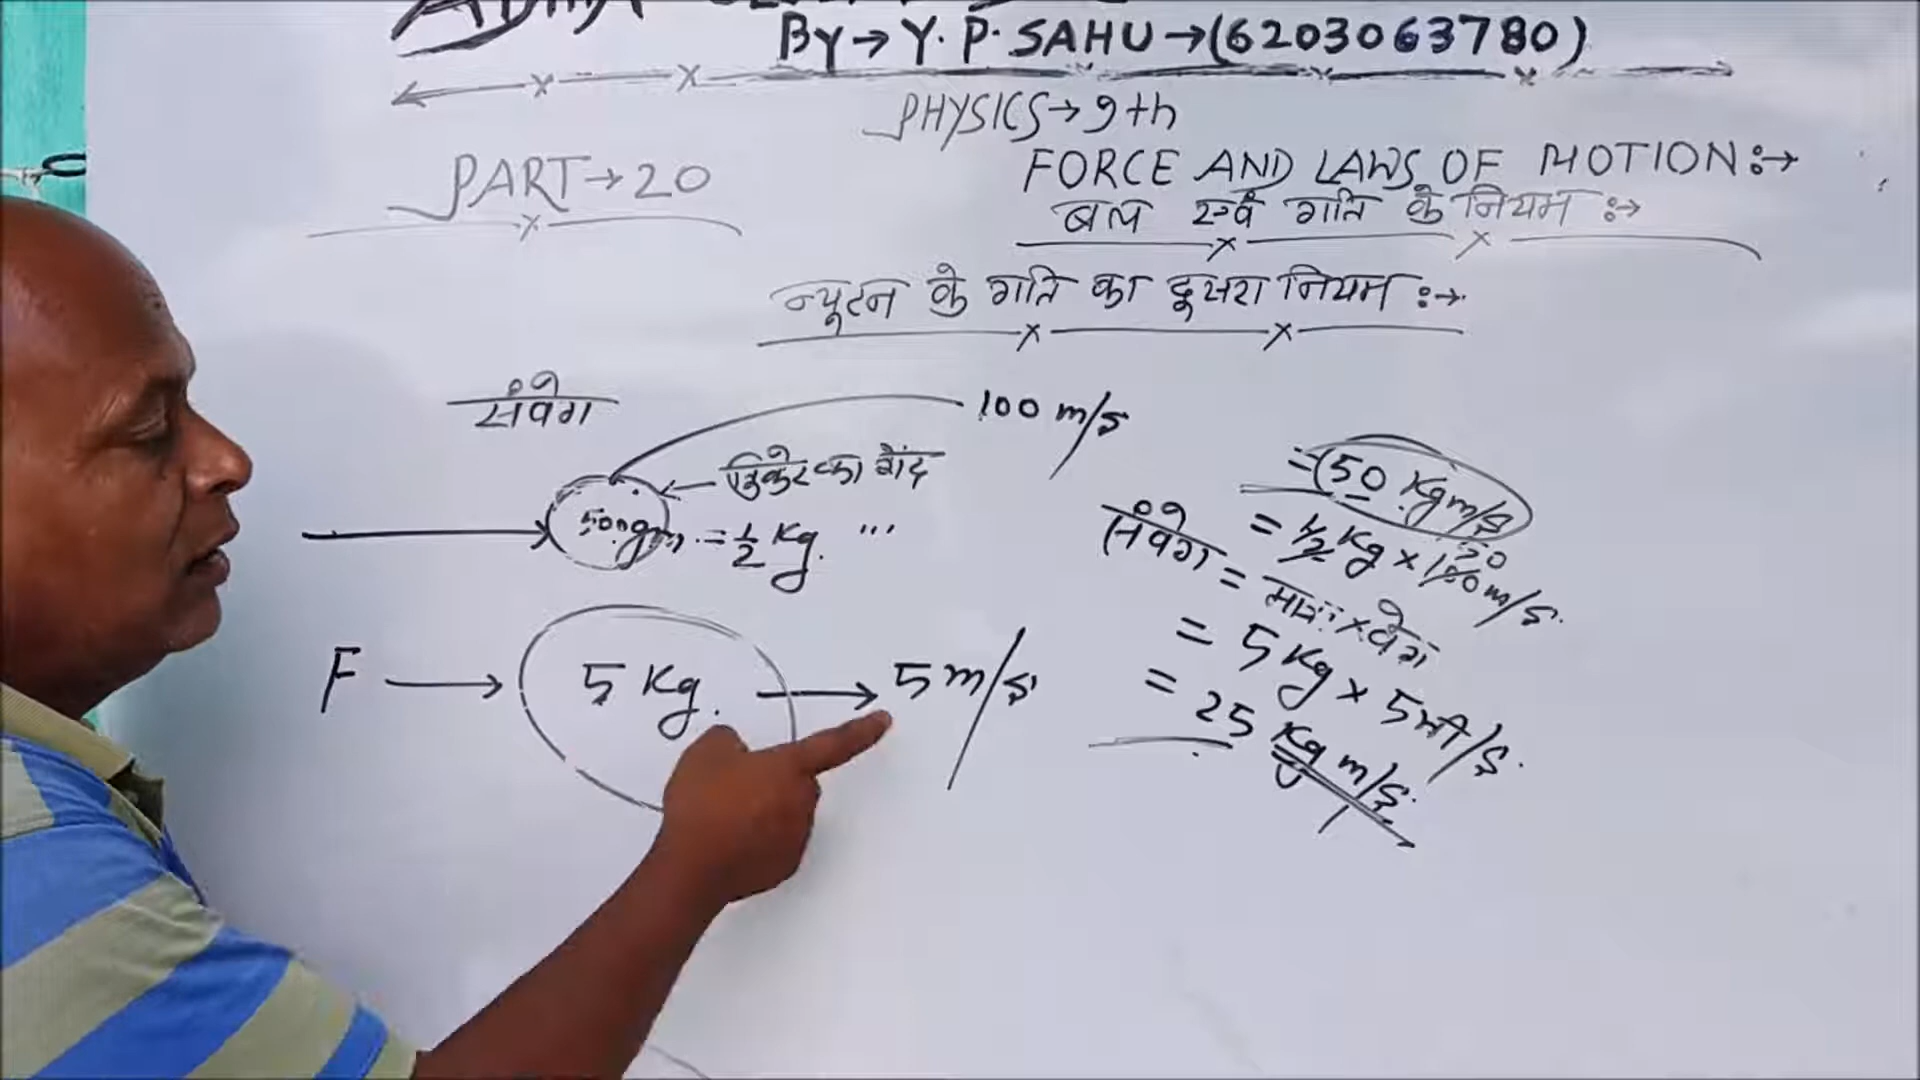 By → Y. P. SAHU → (6203063780)
PHYSICS → 9th
PART → 20
FORCE AND LAWS OF MOTION :→
बल एवं गति के नियम :→
न्यूटन के गति का दूसरा नियम :→
संवेग
100 m/s
क्रिकेट का गेंद
500gm. = 1/2 Kg. ...
F → 5 Kg. → 5 m/s
= (50 Kg m/s
= 1/2 Kg × 100 50 m/s.
संवेग = मात्रा × वेग
= 5 Kg × 5 m/s.
= 25 Kg m/s.